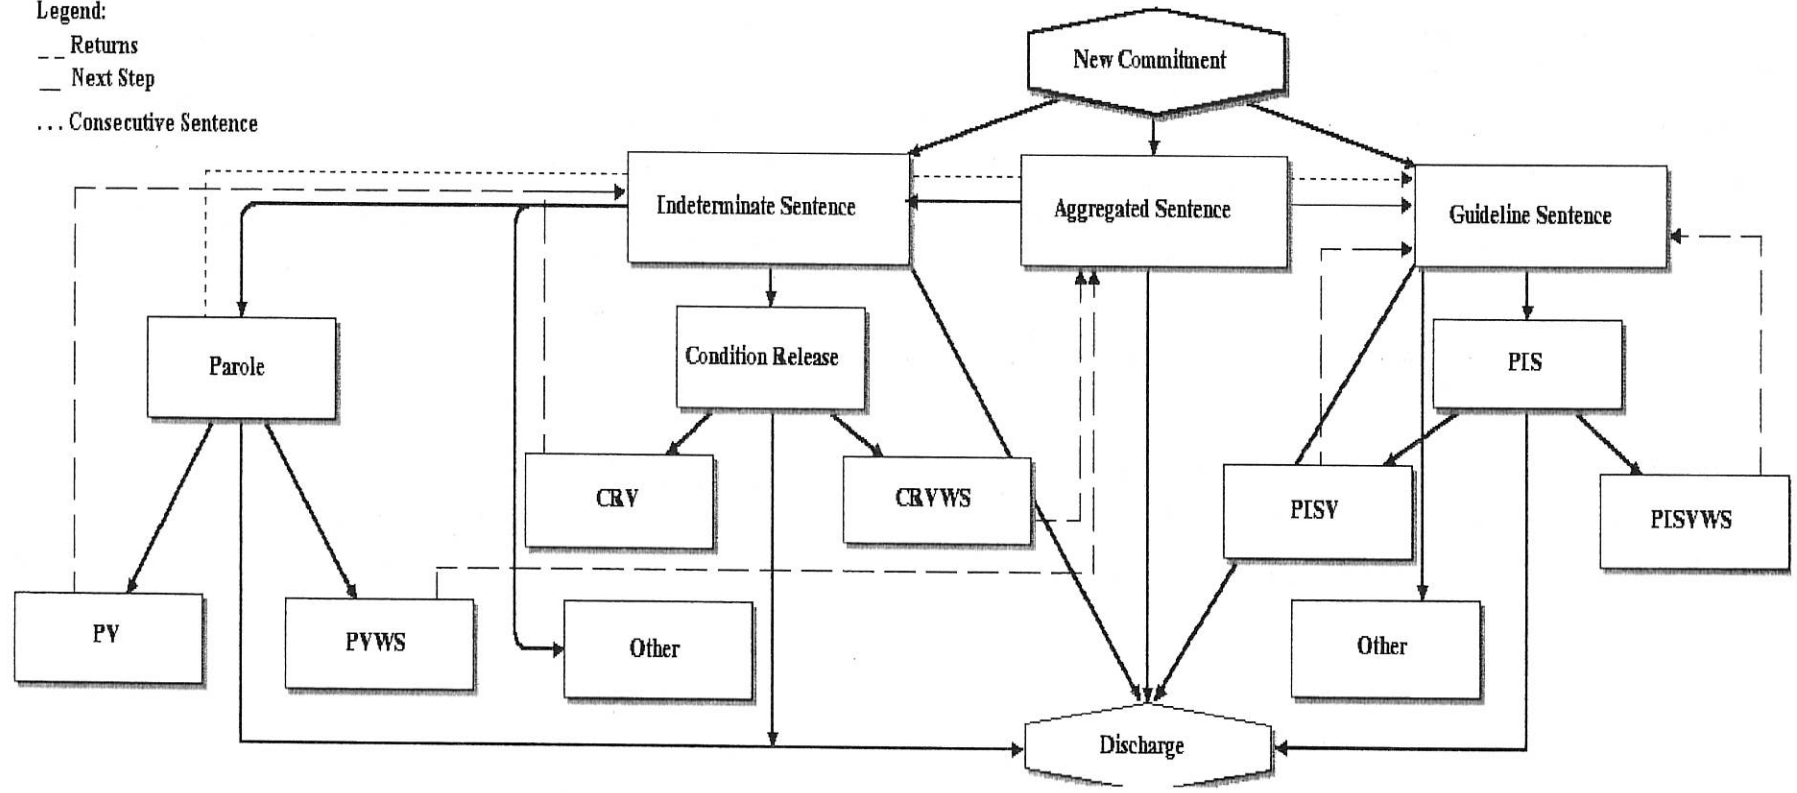 Legend:
_ _ Returns
__ Next Step
... Consecutive Sentence
New Commitment
Indeterminate Sentence
Aggregated Sentence
Guideline Sentence
Parole
Condition Release
PIS
CRV
CRVWS
PISV
PISVWS
PV
PVWS
Other
Other
Discharge